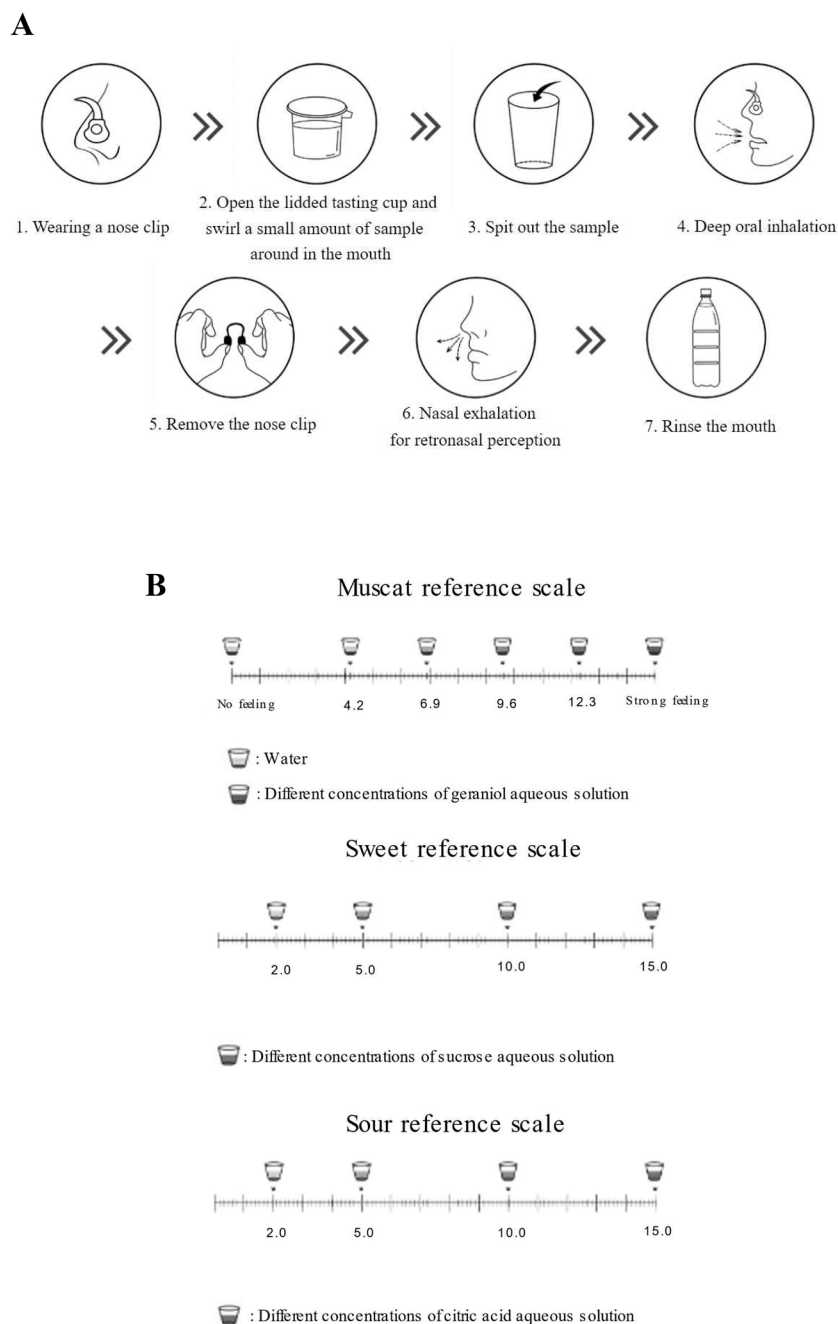 A
1. Wearing a nose clip
2. Open the lidded tasting cup and
swirl a small amount of sample
around in the mouth
3. Spit out the sample
4. Deep oral inhalation
5. Remove the nose clip
6. Nasal exhalation
for retronasal perception
7. Rinse the mouth
B
Muscat reference scale
No feeling 4.2 6.9 9.6 12.3 Strong feeling
: Water
: Different concentrations of geraniol aqueous solution
Sweet reference scale
2.0 5.0 10.0 15.0
: Different concentrations of sucrose aqueous solution
Sour reference scale
2.0 5.0 10.0 15.0
: Different concentrations of citric acid aqueous solution